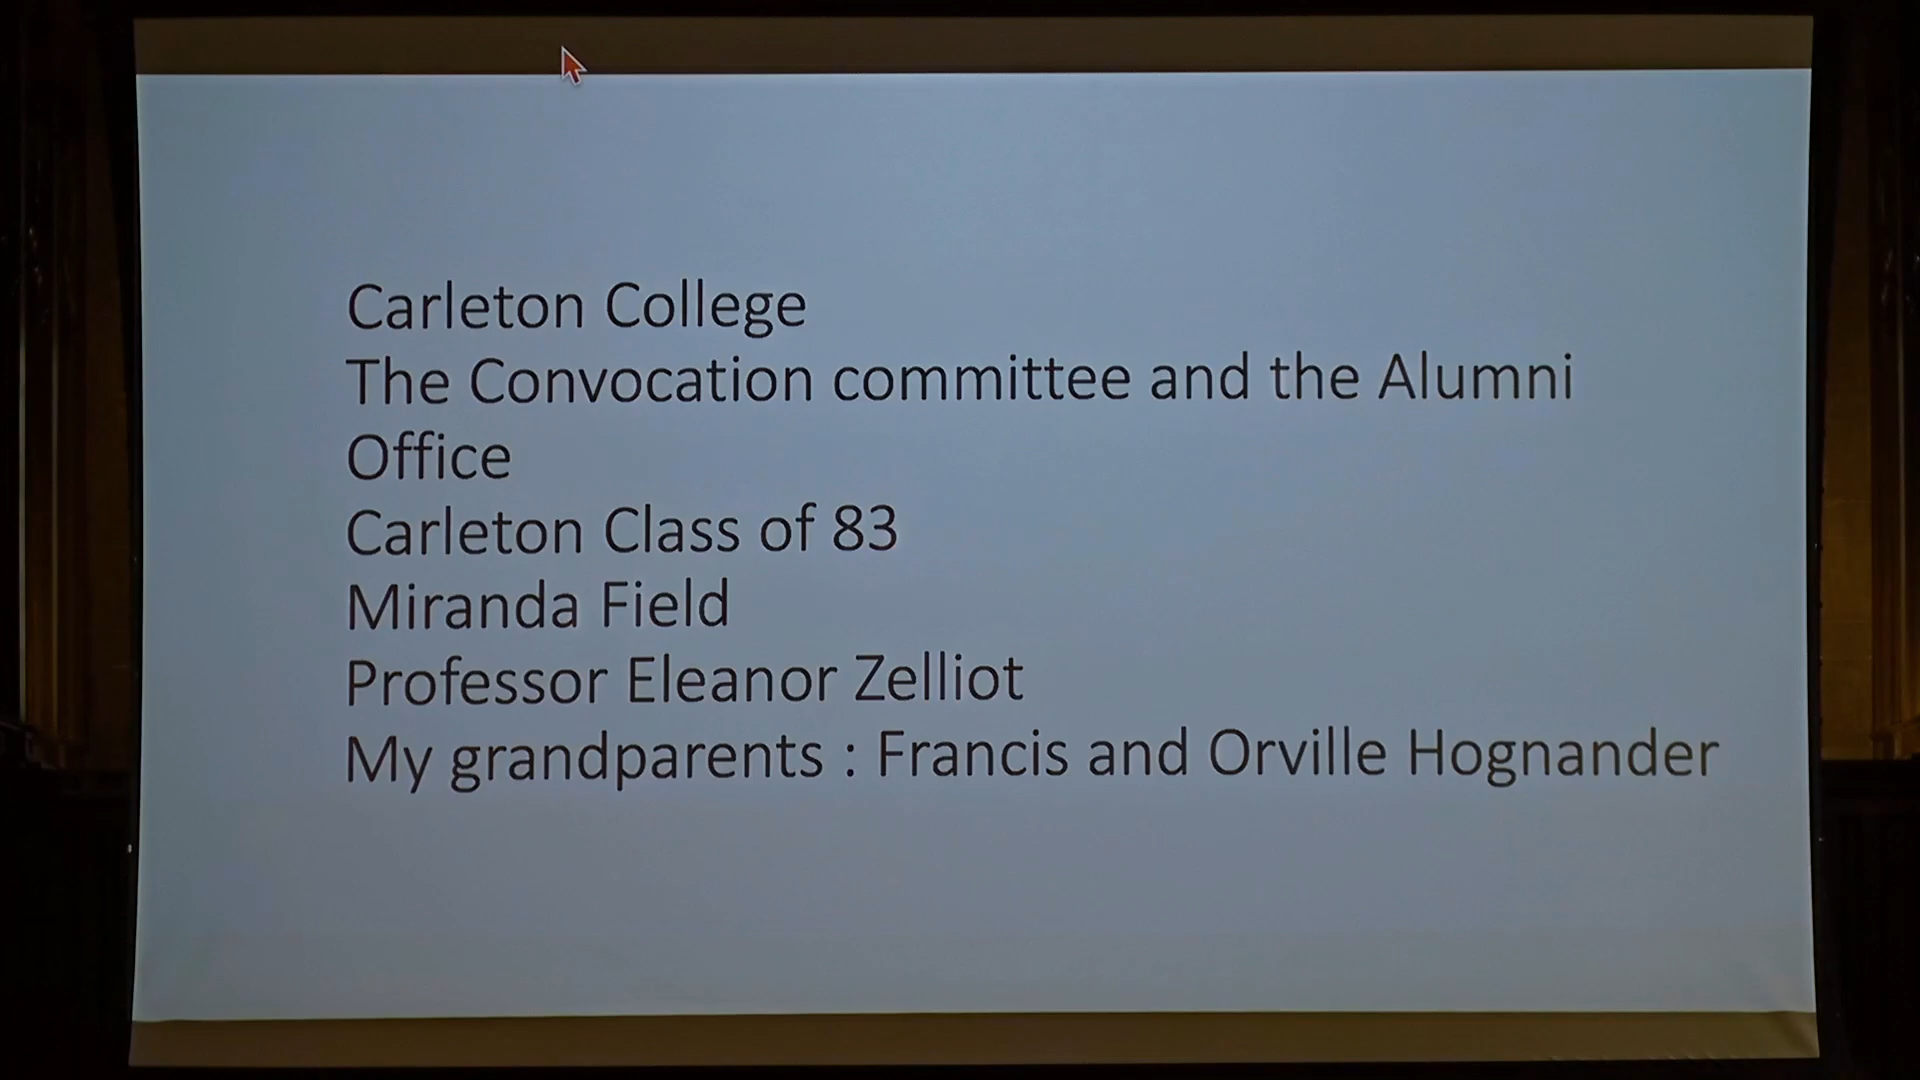 Carleton College
The Convocation committee and the Alumni
Office
Carleton Class of 83
Miranda Field
Professor Eleanor Zelliot
My grandparents : Francis and Orville Hognander